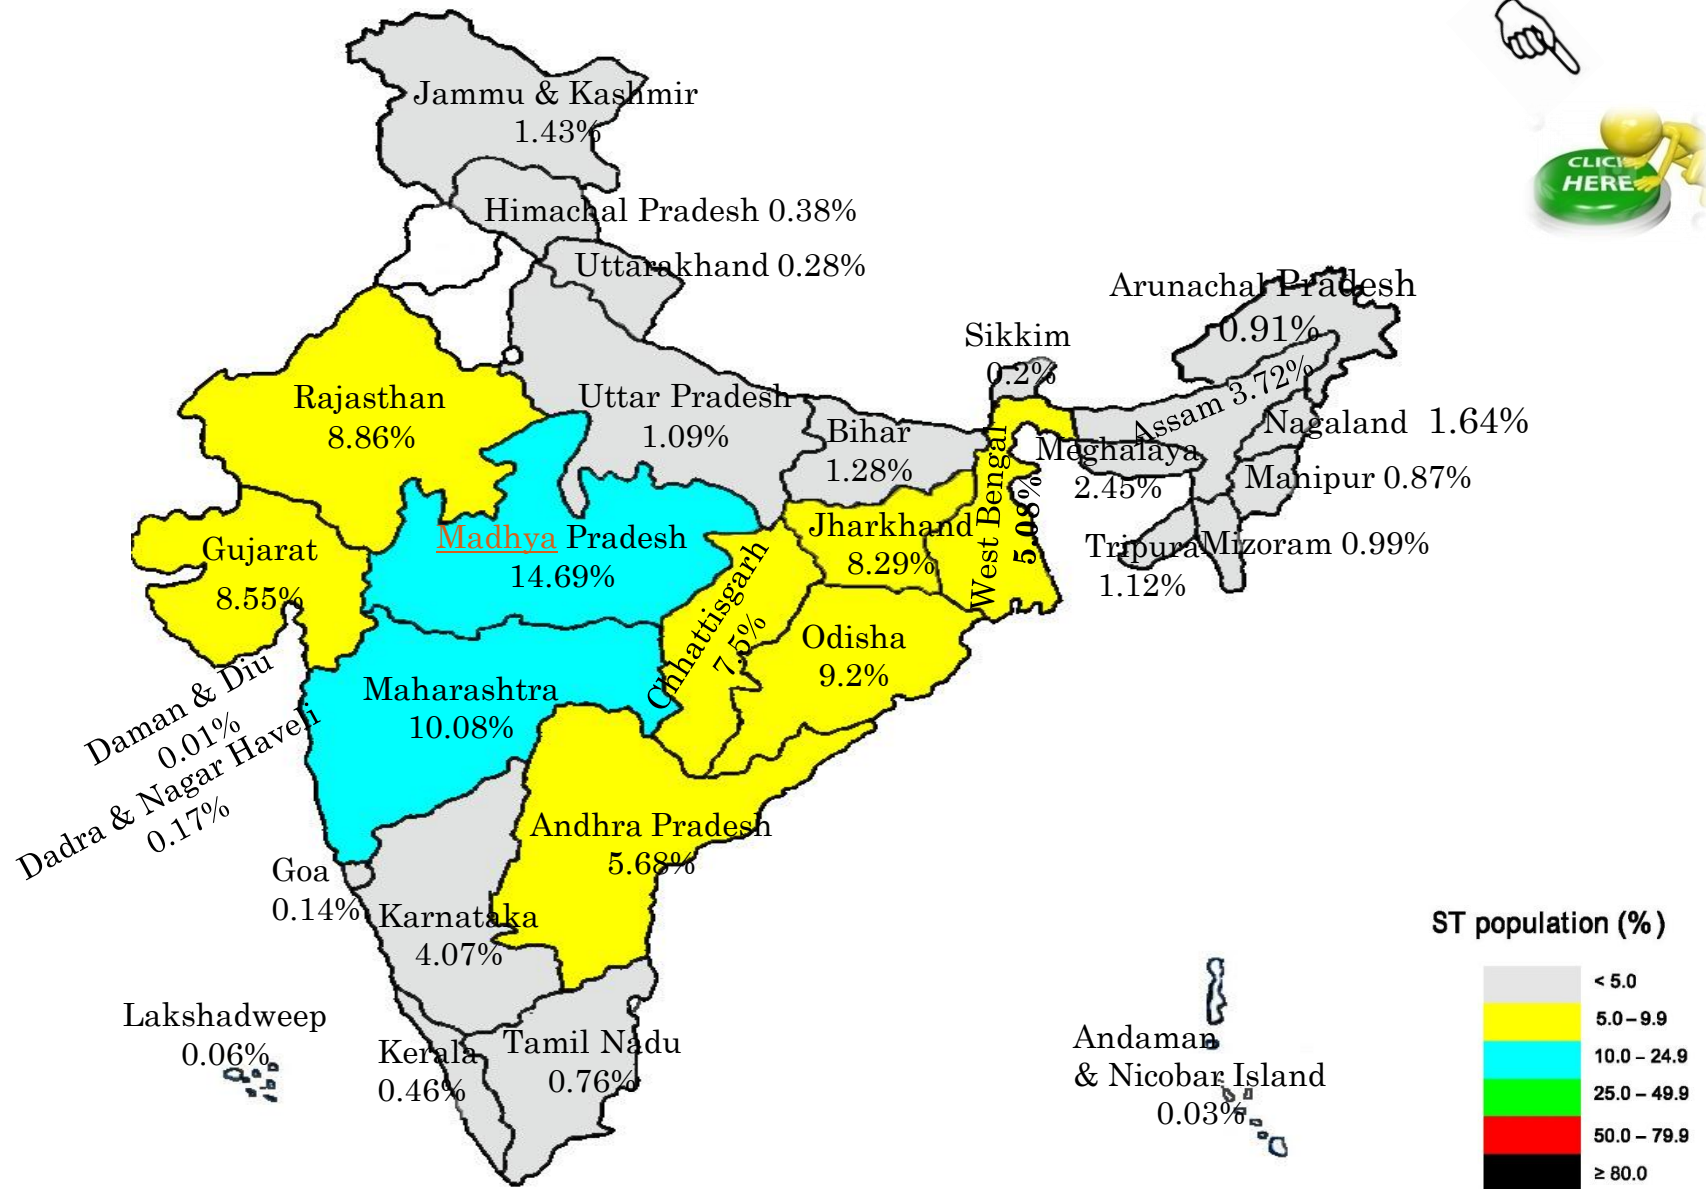 Jammu & Kashmir
1.43%
CLICK
HERE
Himachal Pradesh 0.38%
Uttarakhand 0.28%
Arunachal Pradesh
0.91%
Sikkim
0.2%
Assam 3.72%
Rajasthan
8.86%
Uttar Pradesh
1.09%
Bihar
1.28%
West Bengal
5.08%
Meghalaya
2.45%
Nagaland 1.64%
Manipur 0.87%
Gujarat
8.55%
Madhya Pradesh
14.69%
Jharkhand
8.29%
Tripura
1.12%
Mizoram 0.99%
Chhattisgarh
7.5%
Odisha
9.2%
Daman & Diu
0.01%
Dadra & Nagar Haveli
0.17%
Maharashtra
10.08%
Andhra Pradesh
5.68%
Goa
0.14%
Karnataka
4.07%
Lakshadweep
0.06%
Kerala
0.46%
Tamil Nadu
0.76%
Andaman
& Nicobar Island
0.03%
ST population (%)
< 5.0
5.0 – 9.9
10.0 – 24.9
25.0 – 49.9
50.0 – 79.9
≥ 80.0